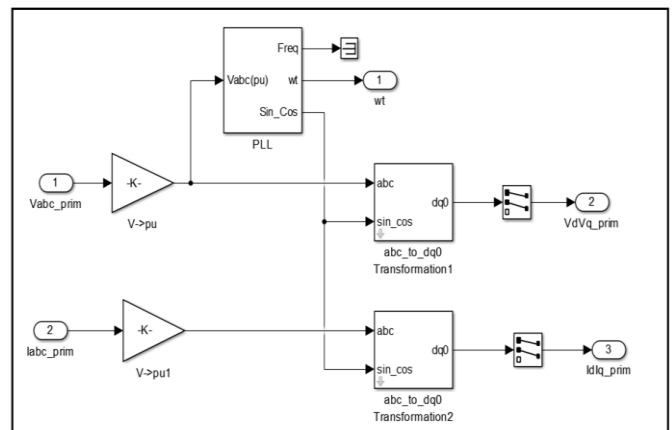 Freq
Vabc(pu)
wt
1
wt
Sin_Cos
PLL
1
Vabc_prim
-K-
V->pu
abc
dq0
sin_cos
abc_to_dq0
Transformation1
2
VdVq_prim
2
Iabc_prim
-K-
V->pu1
abc
dq0
sin_cos
abc_to_dq0
Transformation2
3
IdIq_prim